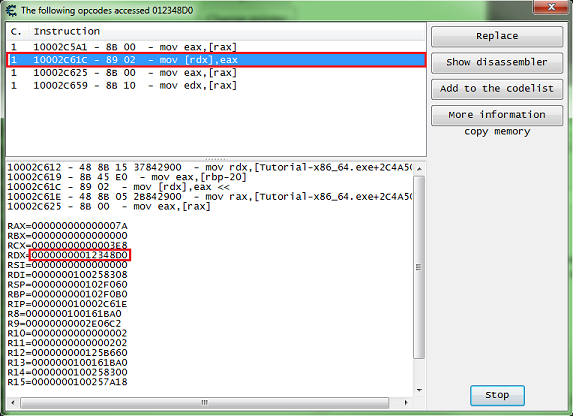 The following opcodes accessed 012348D0
C. Instruction
1 10002C5A1 - 8B 00 - mov eax,[rax]
1 10002C61C - 89 02 - mov [rdx],eax
1 10002C625 - 8B 00 - mov eax,[rax]
1 10002C659 - 8B 10 - mov edx,[rax]
Replace
Show disassembler
Add to the codelist
More information
copy memory
10002C612 - 48 8B 15 37842900 - mov rdx,[Tutorial-x86_64.exe+2C4A50
10002C619 - 8B 45 E0 - mov eax,[rbp-20]
10002C61C - 89 02 - mov [rdx],eax <<
10002C61E - 48 8B 05 2B842900 - mov rax,[Tutorial-x86_64.exe+2C4A50
10002C625 - 8B 00 - mov eax,[rax]
RAX=000000000000007A
RBX=0000000000000000
RCX=00000000000003E8
RDX=00000000012348D0
RSI=0000000000000000
RDI=0000000100258308
RSP=000000000102F060
RBP=000000000102F0B0
RIP=000000010002C61E
R8=0000000100161BA0
R9=00000000002E06C2
R10=0000000000000002
R11=0000000000000202
R12=000000000125B660
R13=0000000100161BA0
R14=0000000100258300
R15=0000000100257A18
Stop